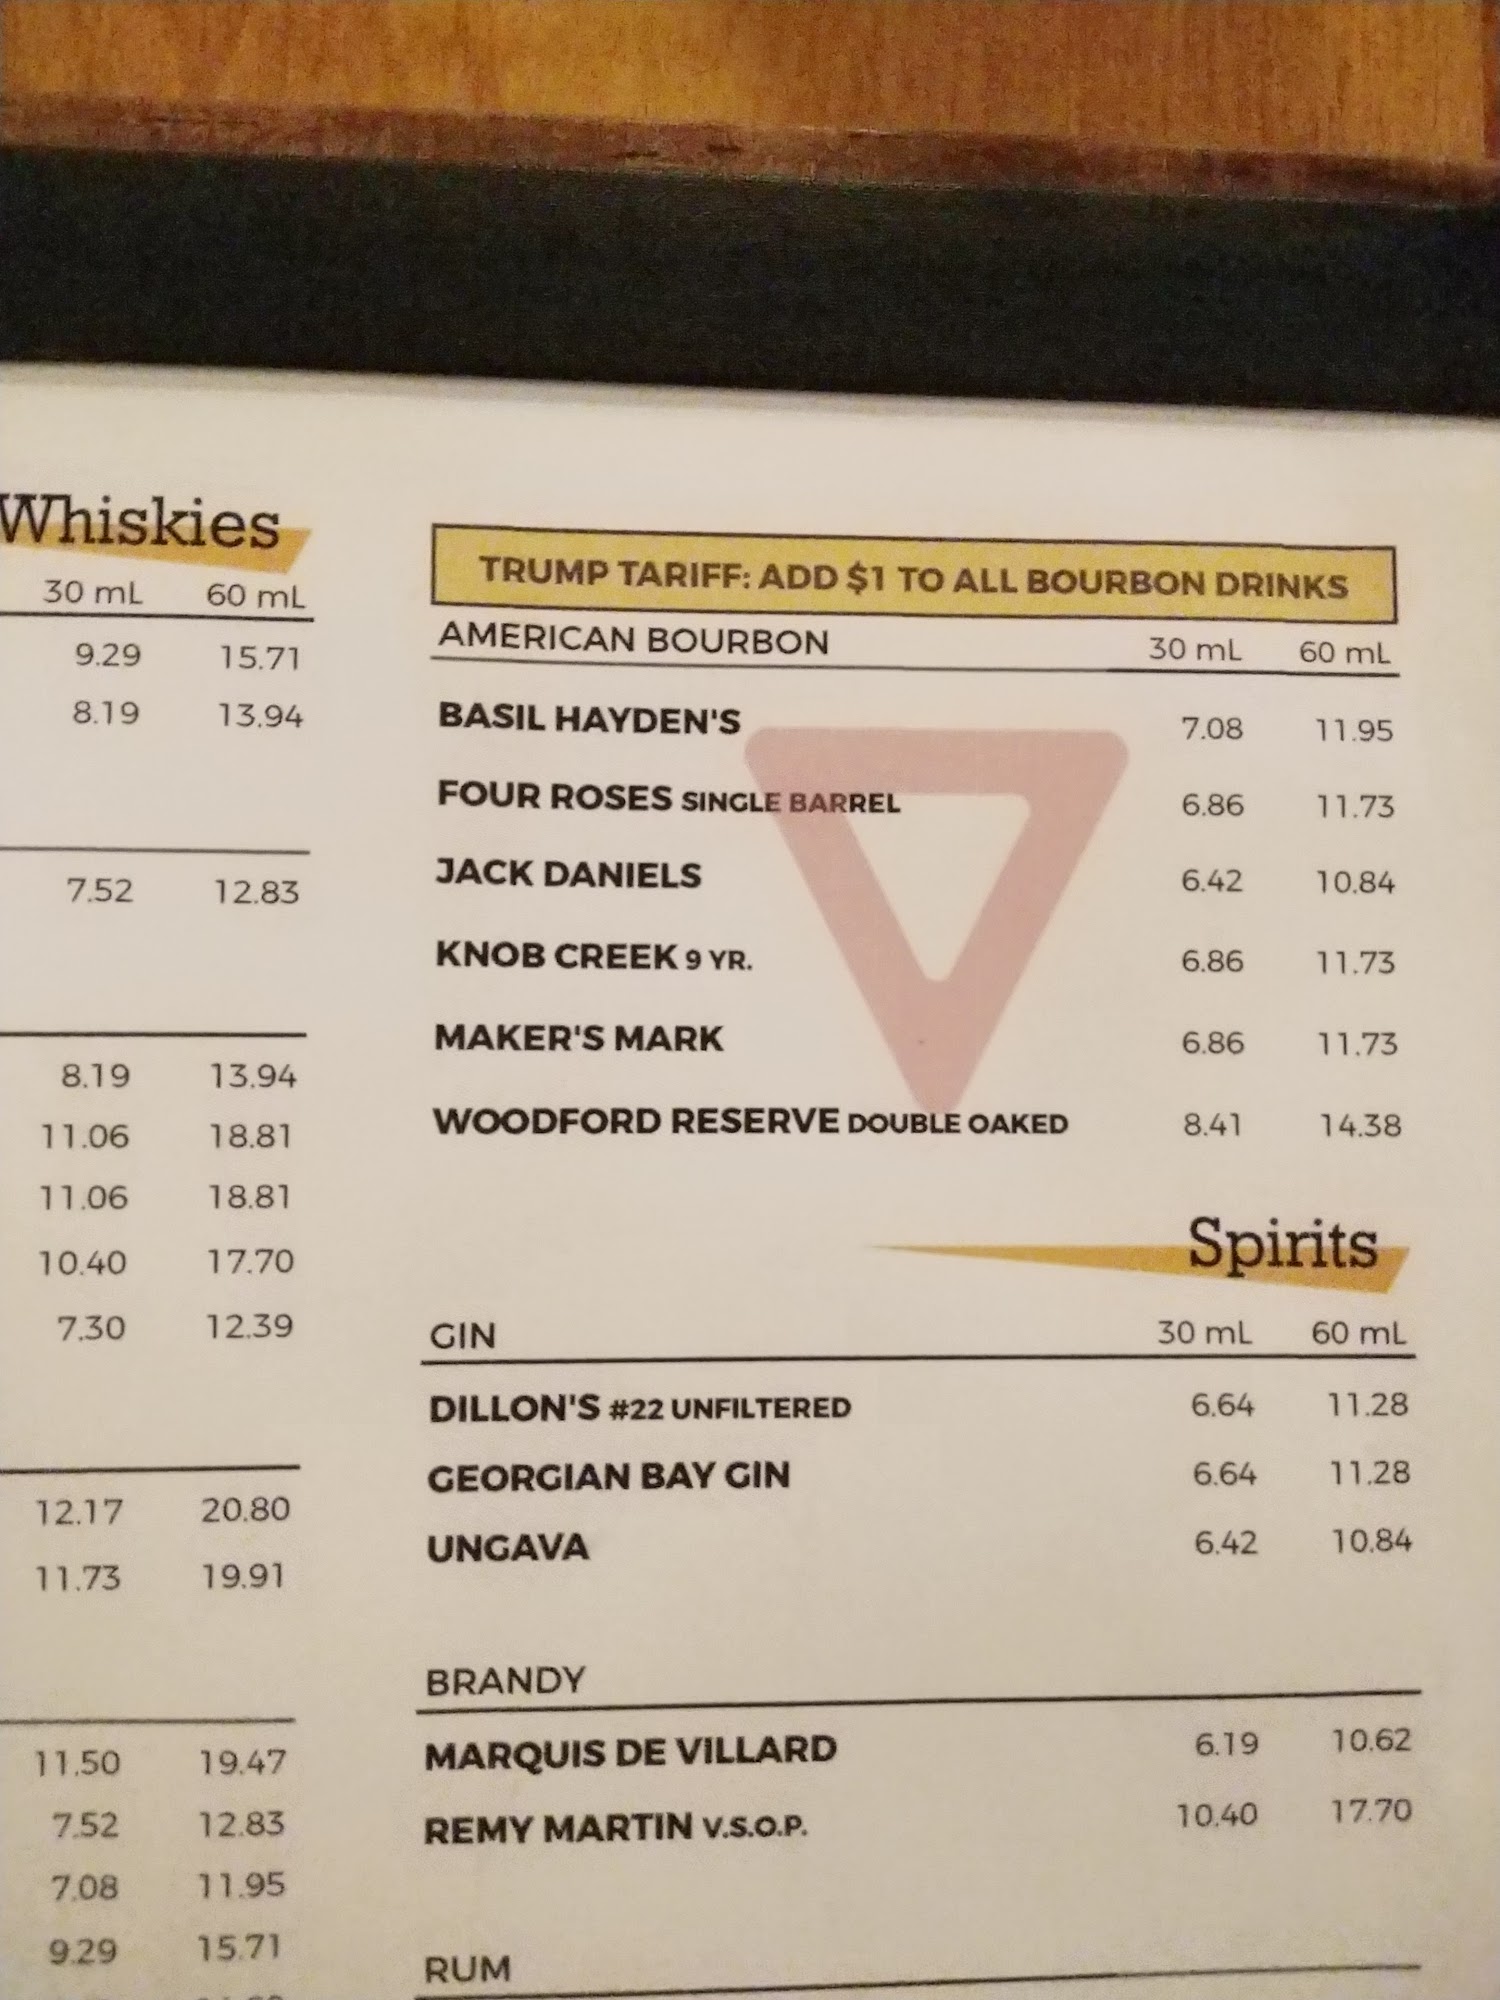 Whiskies
30 mL 60 mL
9.29 15.71
8.19 13.94
7.52 12.83
8.19 13.94
11.06 18.81
11.06 18.81
10.40 17.70
7.30 12.39
12.17 20.80
11.73 19.91
11.50 19.47
7.52 12.83
7.08 11.95
9.29 15.71
TRUMP TARIFF: ADD $1 TO ALL BOURBON DRINKS
AMERICAN BOURBON 30 mL 60 mL
BASIL HAYDEN'S 7.08 11.95
FOUR ROSES SINGLE BARREL 6.86 11.73
JACK DANIELS 6.42 10.84
KNOB CREEK 9 YR. 6.86 11.73
MAKER'S MARK 6.86 11.73
WOODFORD RESERVE DOUBLE OAKED 8.41 14.38
Spirits
GIN 30 mL 60 mL
DILLON'S #22 UNFILTERED 6.64 11.28
GEORGIAN BAY GIN 6.64 11.28
UNGAVA 6.42 10.84
BRANDY
MARQUIS DE VILLARD 6.19 10.62
REMY MARTIN V.S.O.P. 10.40 17.70
RUM